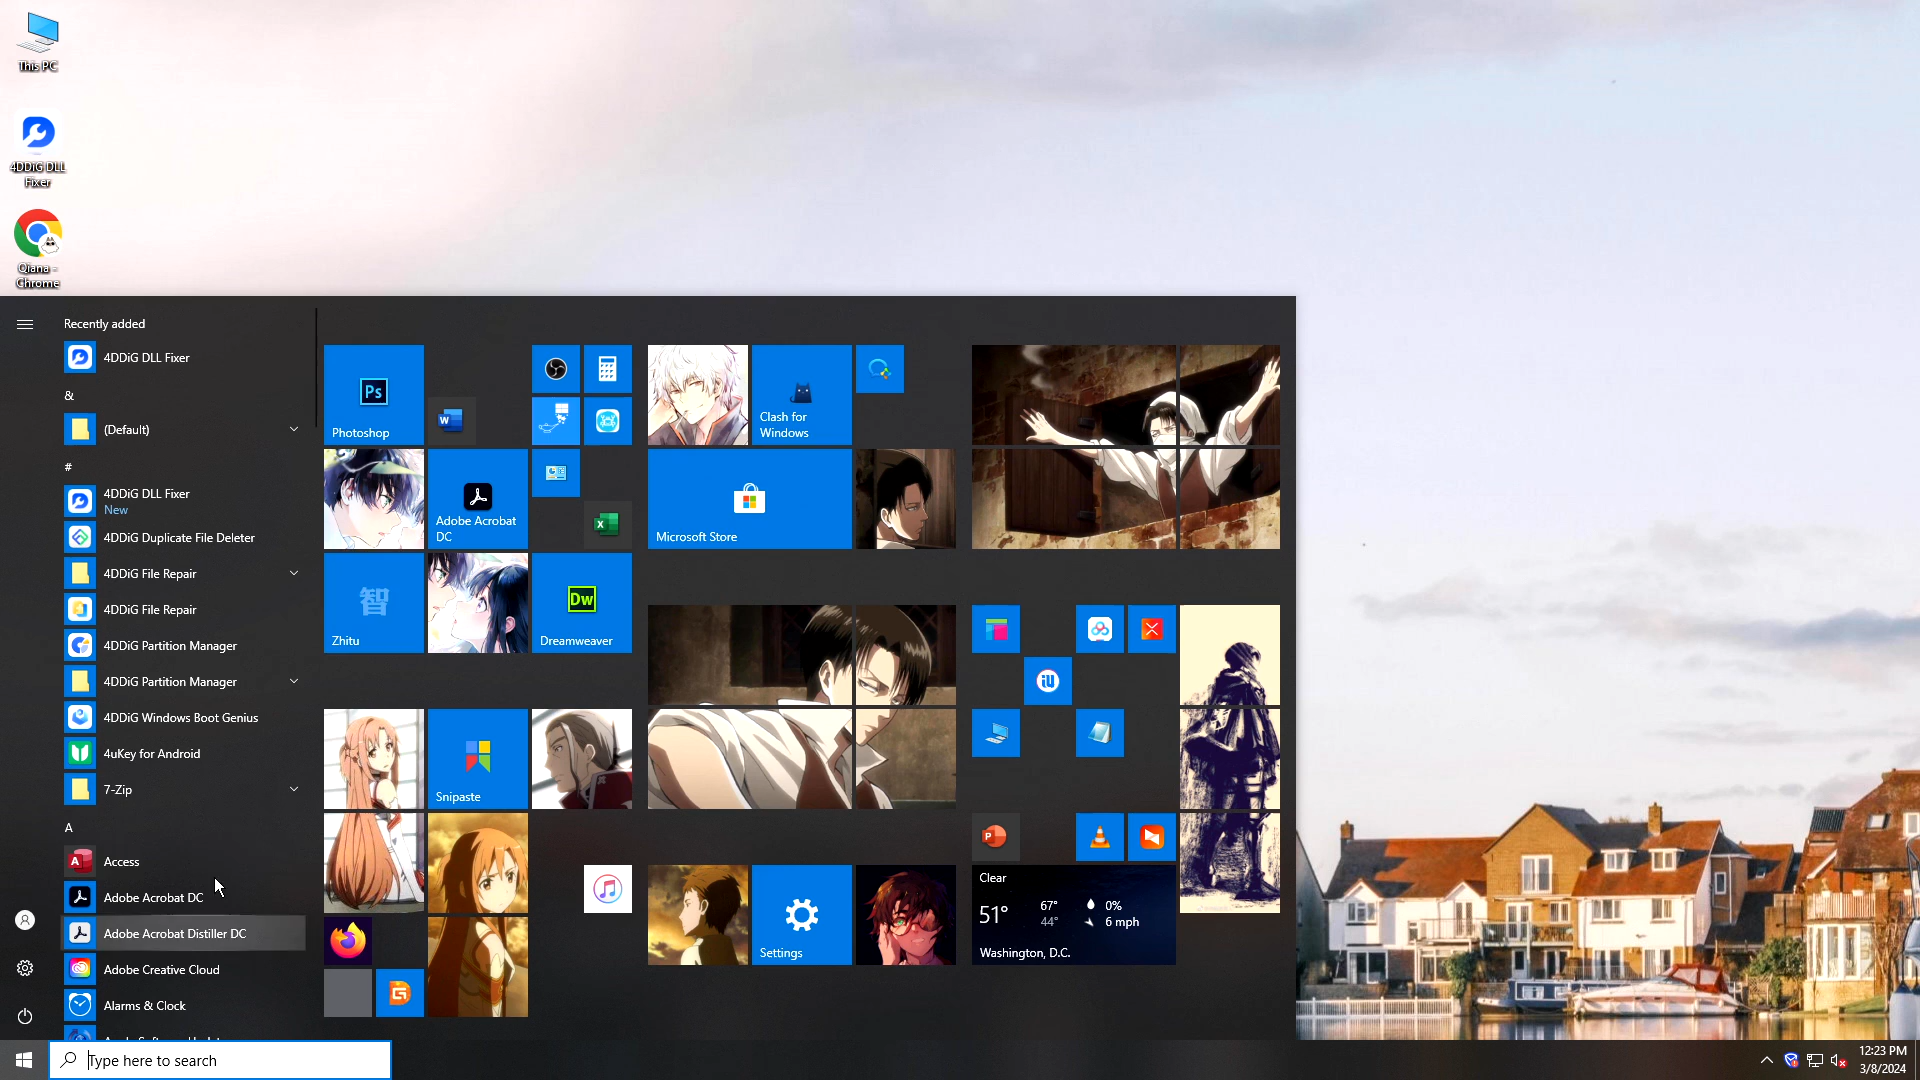 This PC
4DDiG DLL
Fixer
Qiana -
Chrome
Recently added
4DDiG DLL Fixer
&
(Default)
#
4DDiG DLL Fixer
New
4DDiG Duplicate File Deleter
4DDiG File Repair
4DDiG File Repair
4DDiG Partition Manager
4DDiG Partition Manager
4DDiG Windows Boot Genius
4uKey for Android
7-Zip
A
Access
Adobe Acrobat DC
Adobe Acrobat Distiller DC
Adobe Creative Cloud
Alarms & Clock
Ps
Photoshop
W
Adobe Acrobat
DC
X
智
Zhitu
Dw
Dreamweaver
Snipaste
Clash for
Windows
Microsoft Store
Settings
iU
P
Clear
51°
67°
44°
0%
6 mph
Washington, D.C.
Type here to search
12:23 PM
3/8/2024